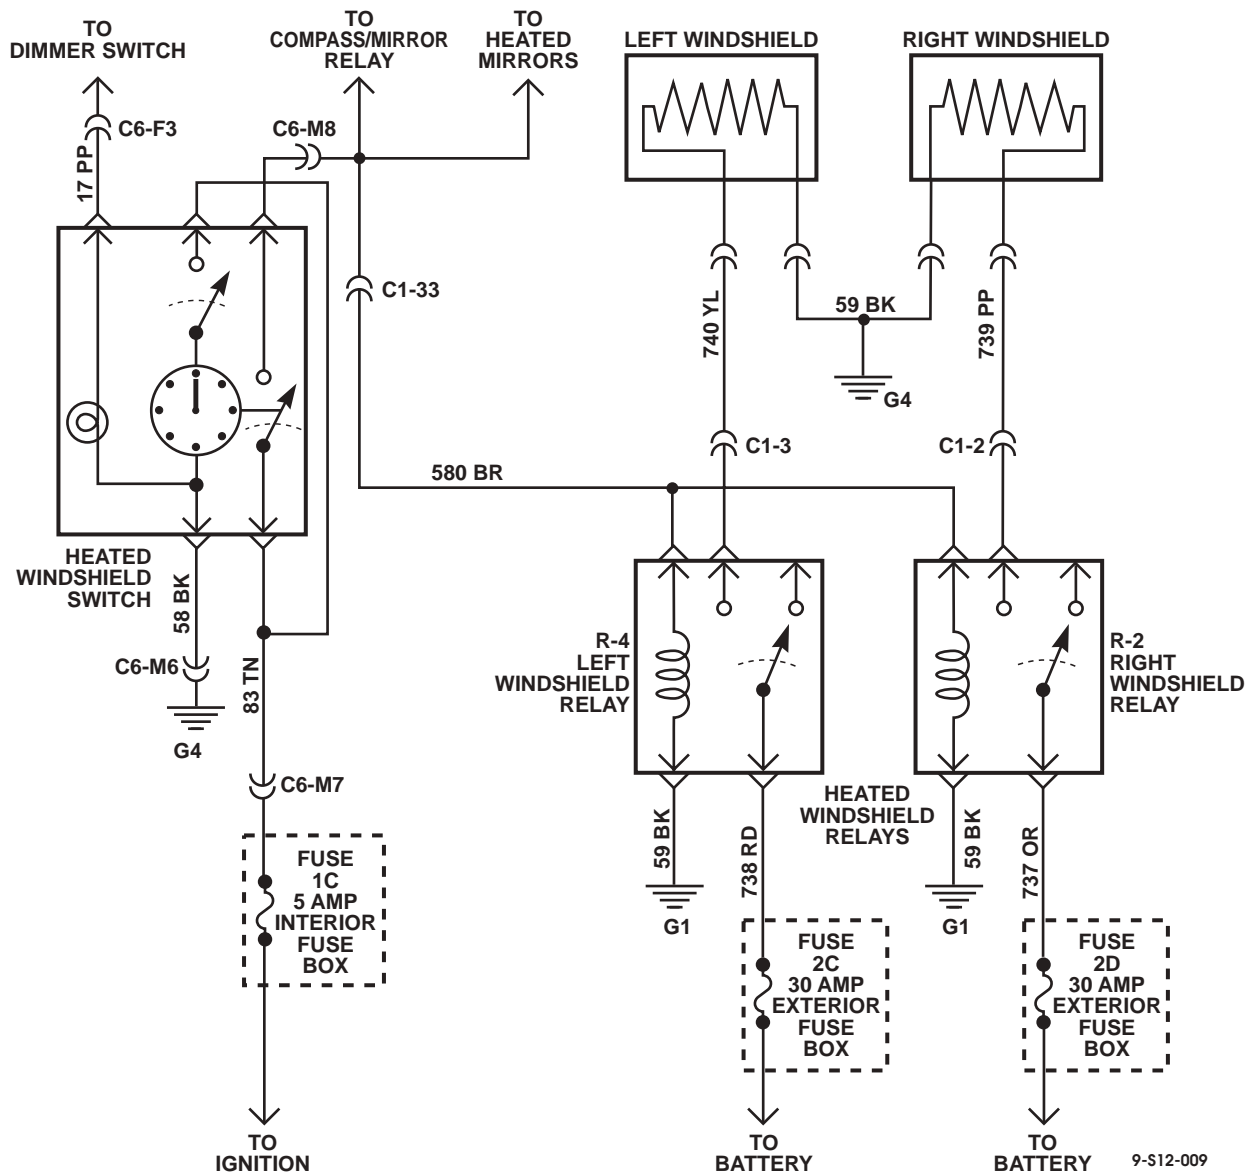 TO
DIMMER SWITCH
TO
COMPASS/MIRROR
RELAY
TO
HEATED
MIRRORS
LEFT WINDSHIELD
RIGHT WINDSHIELD
C6-F3
C6-M8
17 PP
C1-33
740 YL
59 BK
739 PP
G4
C1-3
C1-2
580 BR
HEATED
WINDSHIELD
SWITCH
58 BK
C6-M6
83 TN
G4
C6-M7
R-4
LEFT
WINDSHIELD
RELAY
R-2
RIGHT
WINDSHIELD
RELAY
HEATED
WINDSHIELD
RELAYS
59 BK
738 RD
59 BK
737 OR
G1
G1
FUSE
1C
5 AMP
INTERIOR
FUSE
BOX
FUSE
2C
30 AMP
EXTERIOR
FUSE
BOX
FUSE
2D
30 AMP
EXTERIOR
FUSE
BOX
TO
IGNITION
TO
BATTERY
TO
BATTERY
9-S12-009